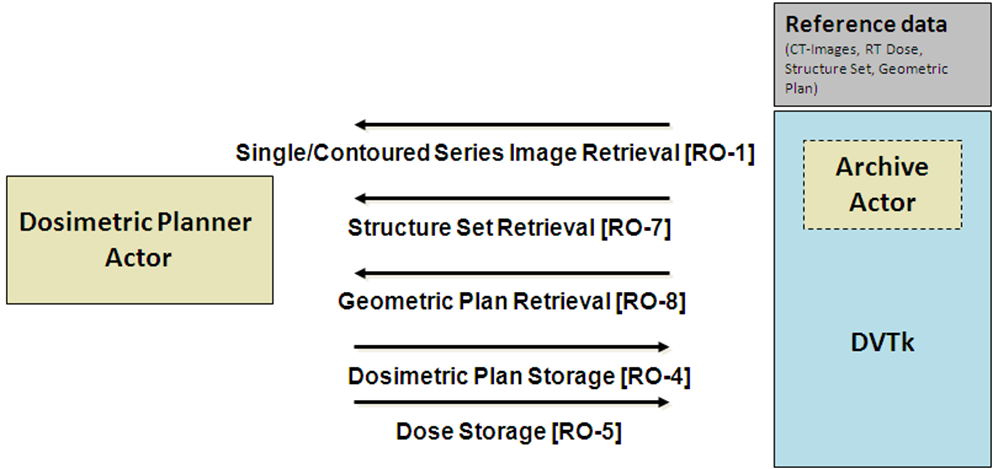 Reference data
(CT-Images, RT Dose,
Structure Set, Geometric
Plan)
Single/Contoured Series Image Retrieval [RO-1]
Archive
Actor
Dosimetric Planner
Actor
Structure Set Retrieval [RO-7]
Geometric Plan Retrieval [RO-8]
DVTk
Dosimetric Plan Storage [RO-4]
Dose Storage [RO-5]